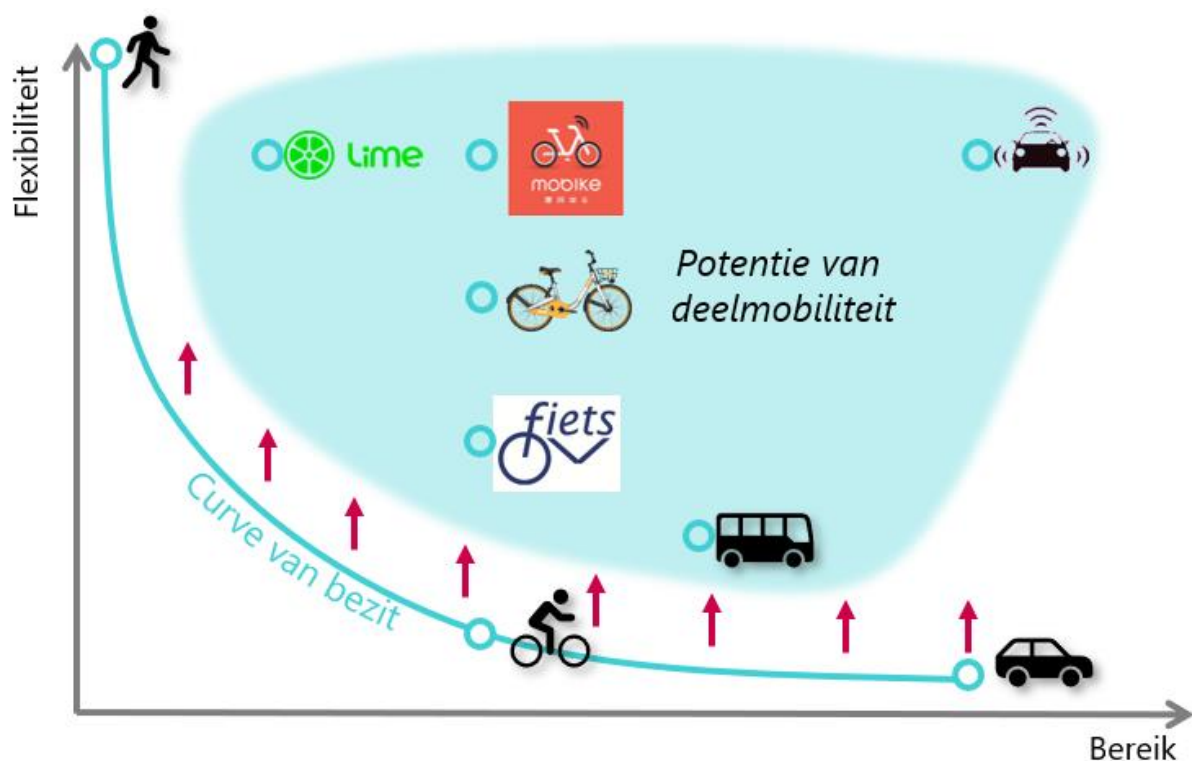 Flexibiliteit
Lime
mobike
Potentie van
deelmobiliteit
fiets
Curve van bezit
Bereik